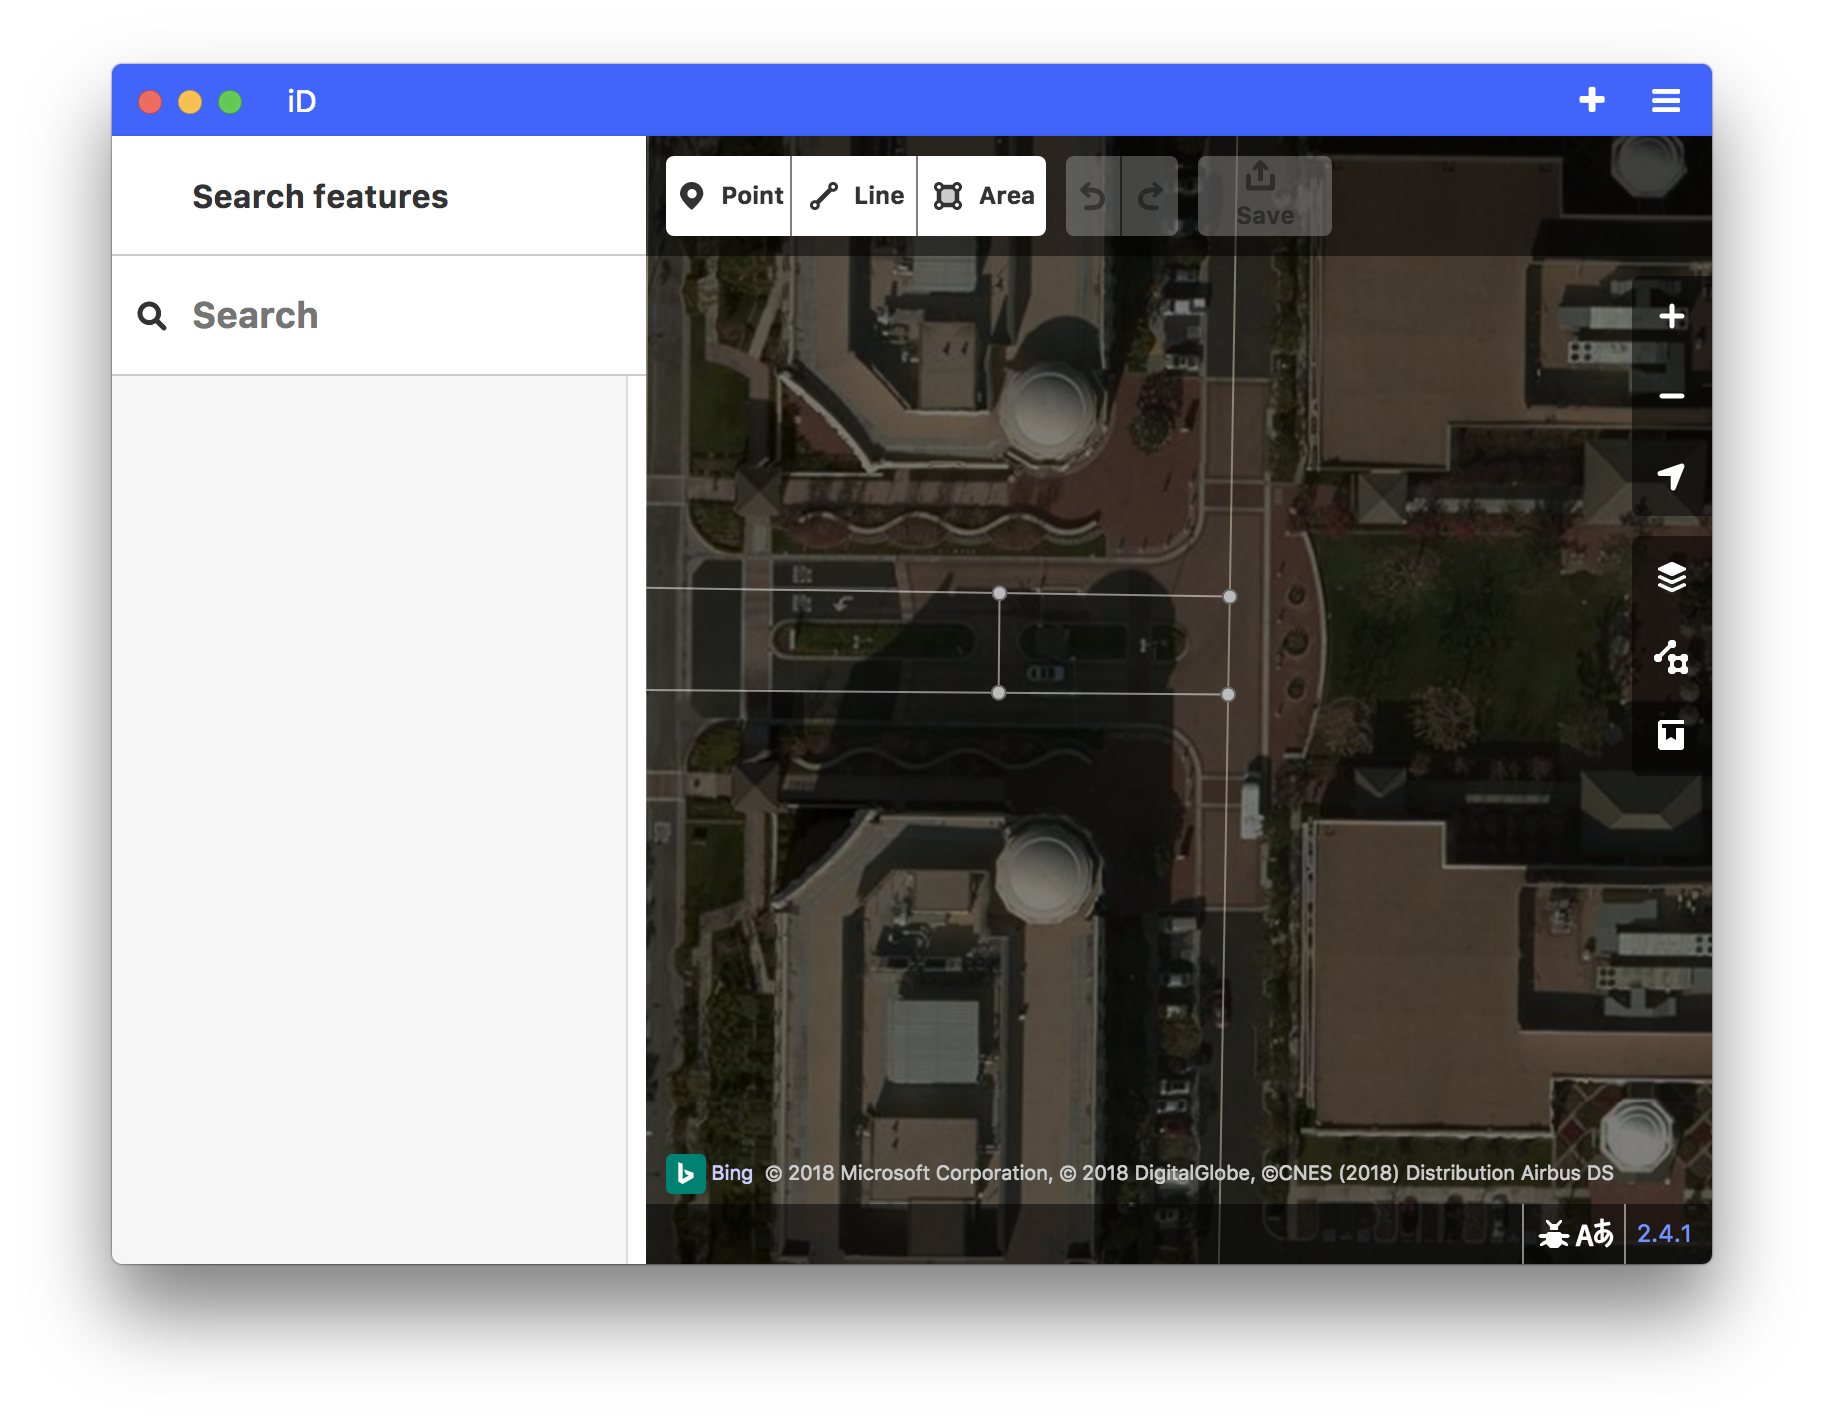 iD
Search features
Point Line Area Save
Search
Bing © 2018 Microsoft Corporation, © 2018 DigitalGlobe, ©CNES (2018) Distribution Airbus DS
Aあ 2.4.1